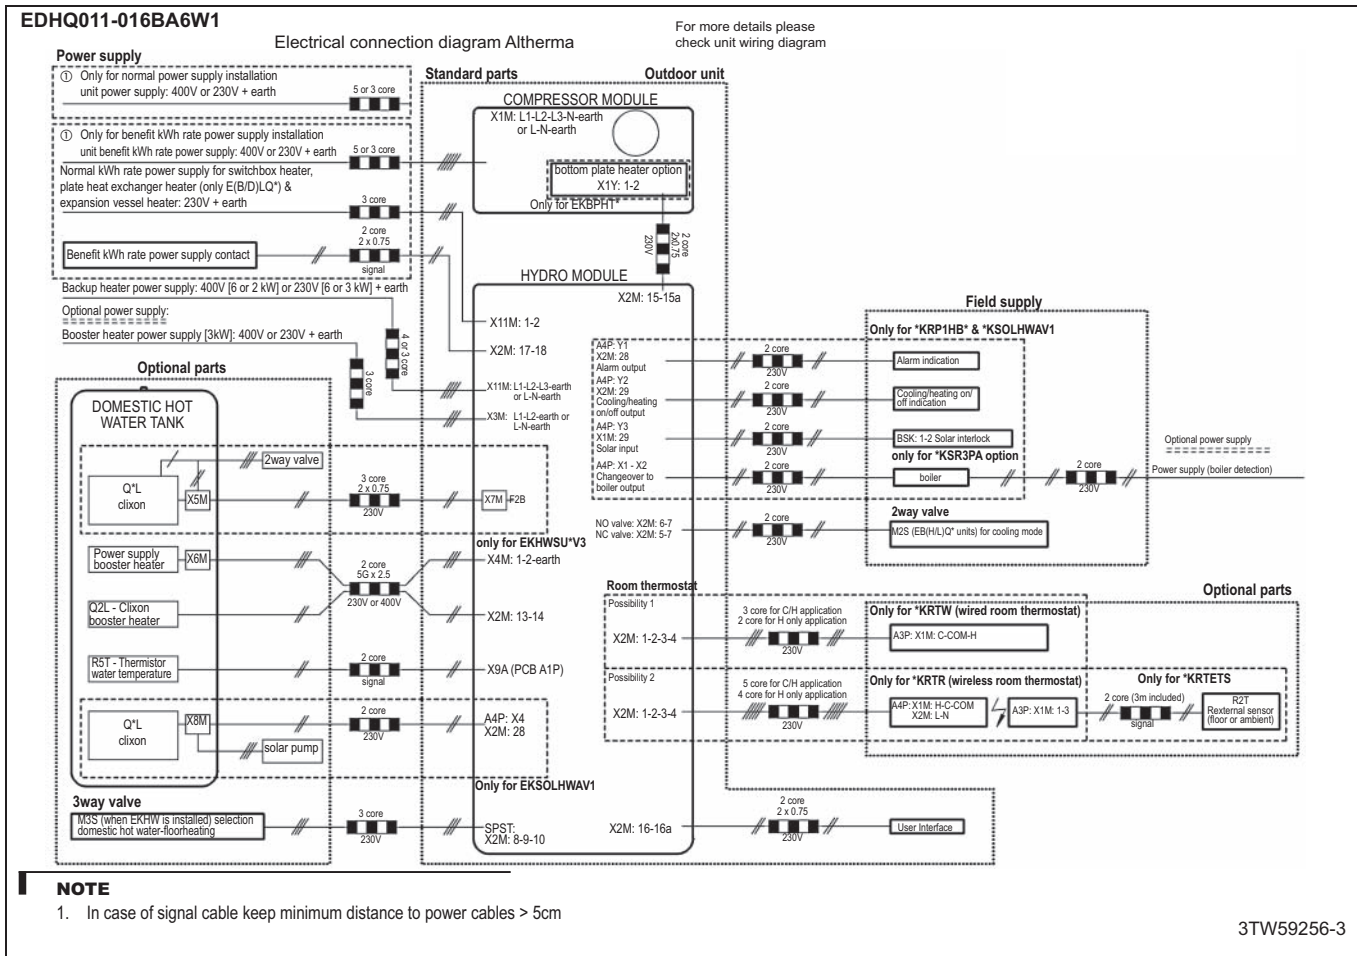 EDHQ011-016BA6W1
Electrical connection diagram Altherma
For more details please
check unit wiring diagram
Power supply
① Only for normal power supply installation
unit power supply: 400V or 230V + earth
5 or 3 core
① Only for benefit kWh rate power supply installation
unit benefit kWh rate power supply: 400V or 230V + earth
5 or 3 core
Normal kWh rate power supply for switchbox heater,
plate heat exchanger heater (only E(B/D)LQ*) &
expansion vessel heater: 230V + earth
3 core
Benefit kWh rate power supply contact
2 core
2 x 0.75
signal
Backup heater power supply: 400V [6 or 2 kW] or 230V [6 or 3 kW] + earth
Optional power supply:
Booster heater power supply [3kW]: 400V or 230V + earth
4 or 3 core
3 core
Standard parts
Outdoor unit
COMPRESSOR MODULE
X1M: L1-L2-L3-N-earth
or L-N-earth
bottom plate heater option
X1Y: 1-2
Only for EKBPHT*
2 core
2x0.75
230V
HYDRO MODULE
X2M: 15-15a
X11M: 1-2
X2M: 17-18
X11M: L1-L2-L3-earth
or L-N-earth
X3M: L1-L2-earth or
L-N-earth
Optional parts
DOMESTIC HOT
WATER TANK
2way valve
Q*L
clixon
X5M
3 core
2 x 0.75
230V
X7M
F2B
only for EKHWSU*V3
Power supply
booster heater
X6M
2 core
5G x 2.5
230V or 400V
X4M: 1-2-earth
Q2L - Clixon
booster heater
X2M: 13-14
R5T - Thermistor
water temperature
2 core
signal
X9A (PCB A1P)
Q*L
clixon
X8M
2 core
230V
A4P: X4
X2M: 28
solar pump
Only for EKSOLHWAV1
3way valve
M3S (when EKHW is installed) selection
domestic hot water-floorheating
3 core
230V
SPST:
X2M: 8-9-10
Field supply
Only for *KRP1HB* & *KSOLHWAV1
A4P: Y1
X2M: 28
Alarm output
2 core
230V
Alarm indication
A4P: Y2
X2M: 29
Cooling/heating
on/off output
2 core
230V
Cooling/heating on/
off indication
A4P: Y3
X1M: 29
Solar input
2 core
230V
BSK: 1-2 Solar interlock
only for *KSR3PA option
A4P: X1 - X2
Changeover to
boiler output
2 core
230V
boiler
2 core
230V
Optional power supply
Power supply (boiler detection)
2way valve
NO valve: X2M: 6-7
NC valve: X2M: 5-7
2 core
230V
M2S (EB(H/L)Q* units) for cooling mode
Room thermostat
Optional parts
Possibility 1
X2M: 1-2-3-4
3 core for C/H application
2 core for H only application
230V
Only for *KRTW (wired room thermostat)
A3P: X1M: C-COM-H
Possibility 2
X2M: 1-2-3-4
5 core for C/H application
4 core for H only application
230V
Only for *KRTR (wireless room thermostat)
A4P: X1M: H-C-COM
X2M: L-N
A3P: X1M: 1-3
Only for *KRTETS
2 core (3m included)
signal
R2T
Rexternal sensor
(floor or ambient)
X2M: 16-16a
2 core
2 x 0.75
230V
User Interface
NOTE
1. In case of signal cable keep minimum distance to power cables > 5cm
3TW59256-3